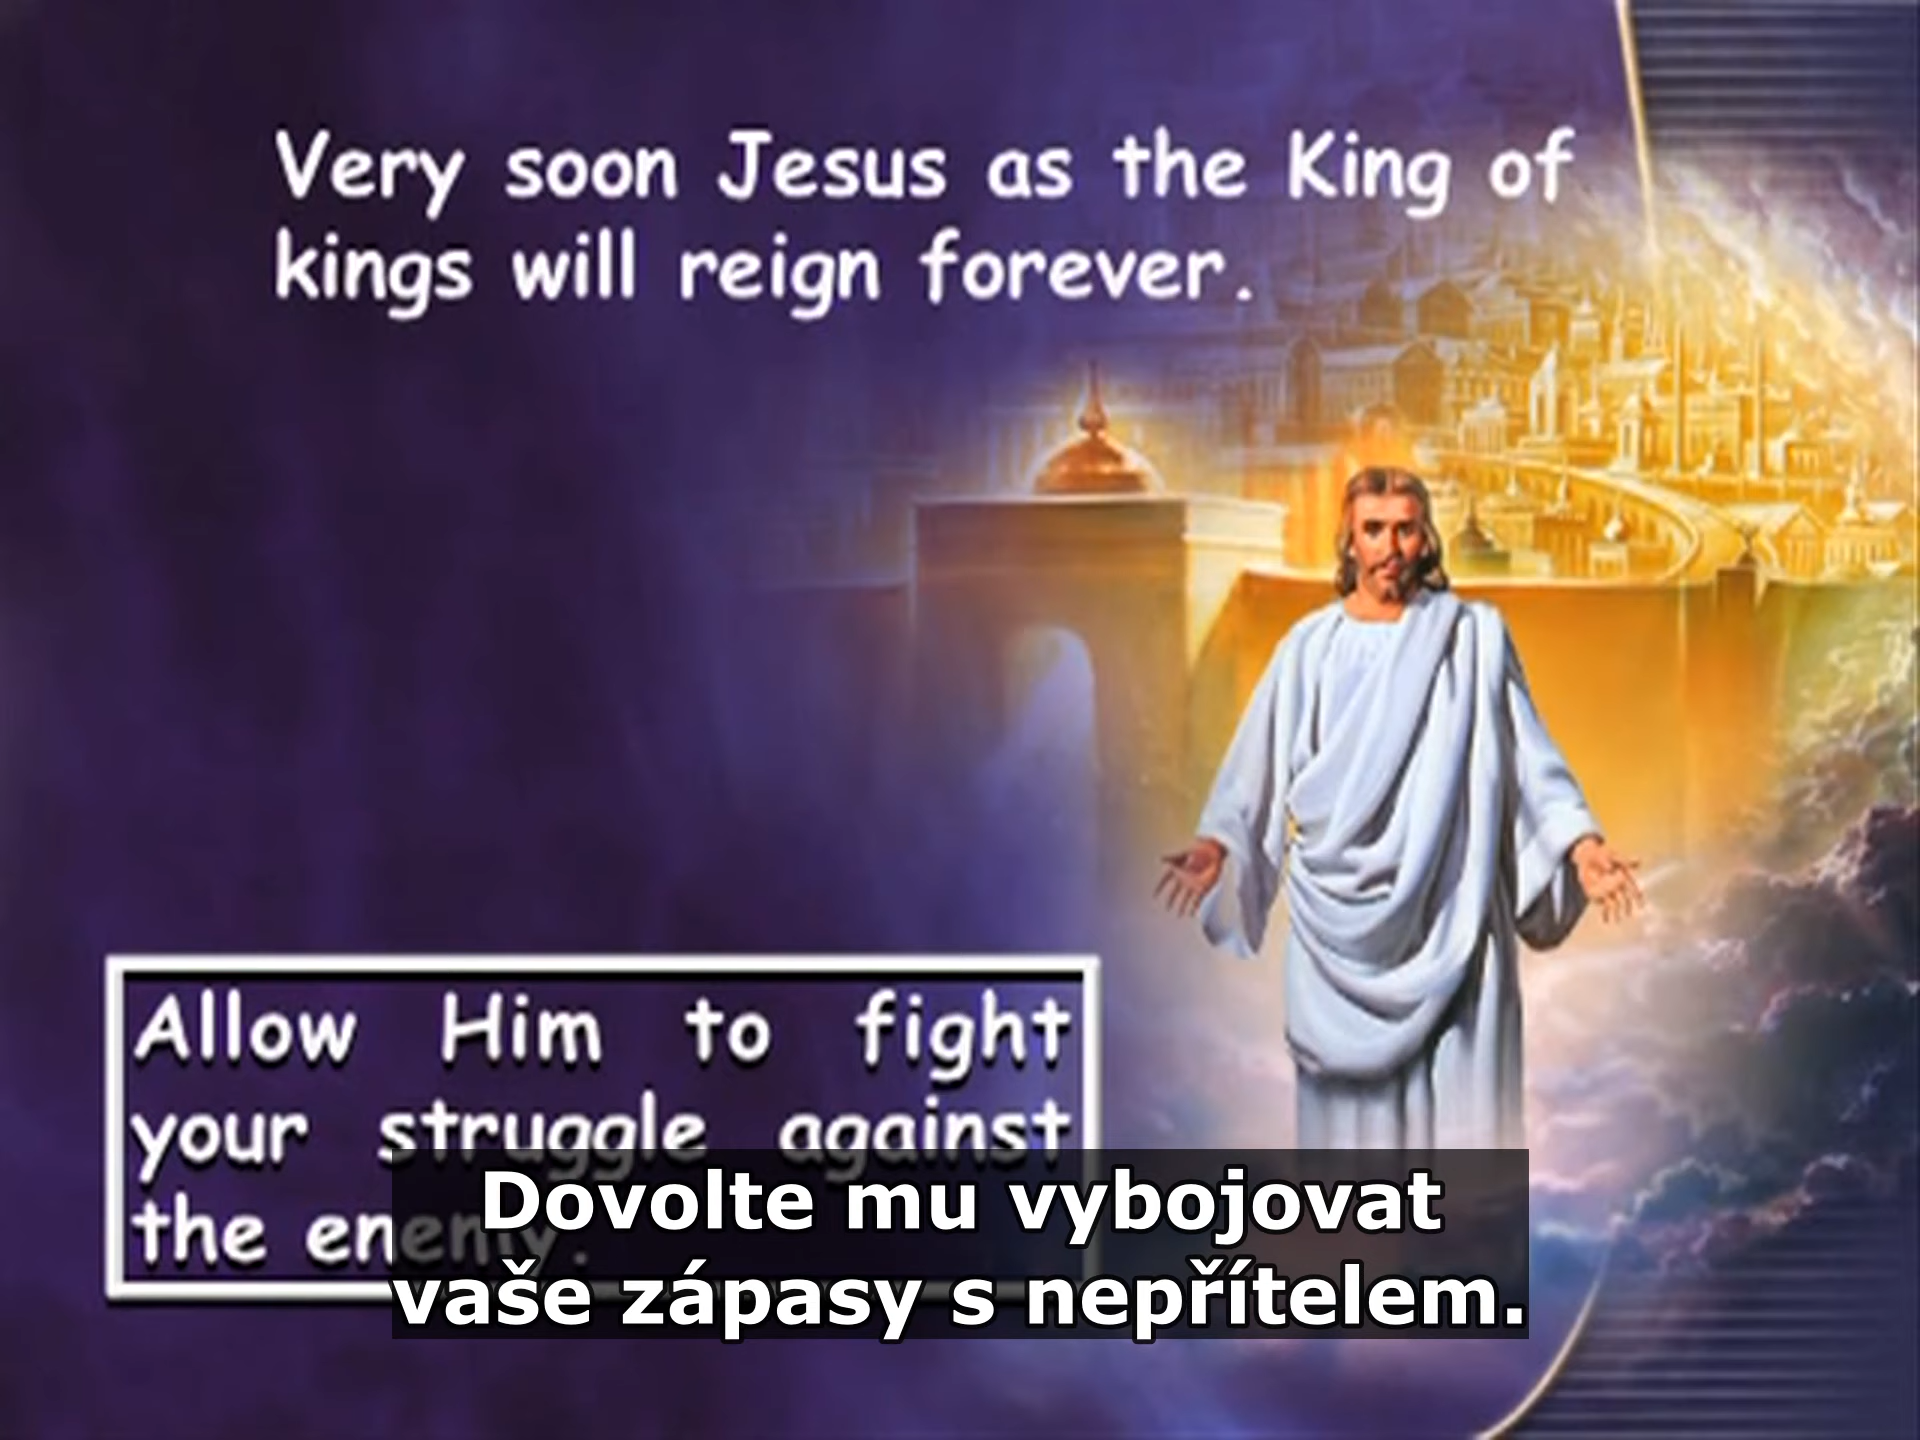 Very soon Jesus as the King of
kings will reign forever.
Allow Him to fight
your struggle against
the enemy.
Dovolte mu vybojovat
vaše zápasy s nepřítelem.